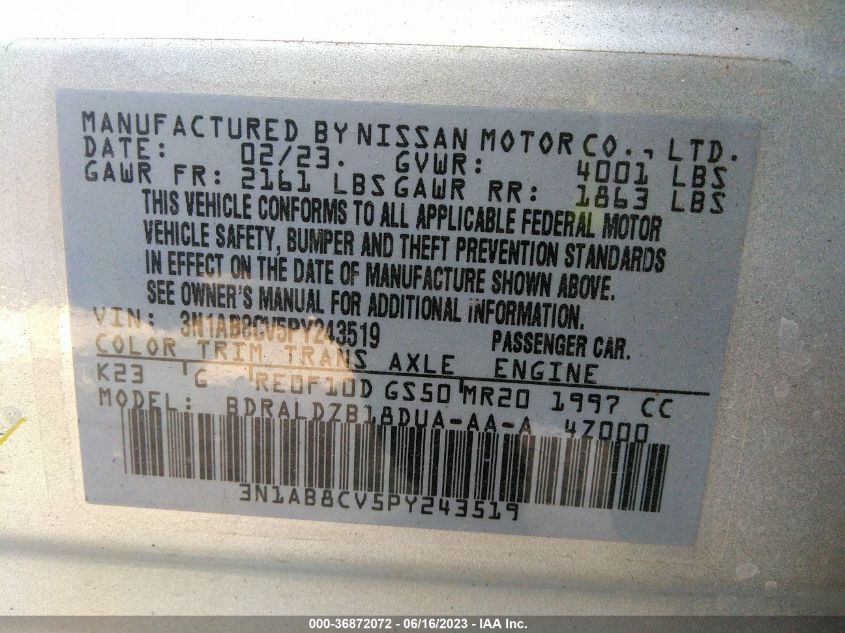 MANUFACTURED BY NISSAN MOTOR CO., LTD.
DATE: 02/23. GVWR: 4001 LBS
GAWR FR: 2161 LBS GAWR RR: 1863 LBS
THIS VEHICLE CONFORMS TO ALL APPLICABLE FEDERAL MOTOR
VEHICLE SAFETY, BUMPER AND THEFT PREVENTION STANDARDS
IN EFFECT ON THE DATE OF MANUFACTURE SHOWN ABOVE.
SEE OWNER'S MANUAL FOR ADDITIONAL INFORMATION.
VIN: 3N1AB8CV5PY243519 PASSENGER CAR.
COLOR TRIM TRANS AXLE ENGINE
K23 G RE0F10D GS50 MR20 1997 CC
MODEL: BDRALDZB18DUA-AA-A 4Z000
3N1AB8CV5PY243519
000-36872072 - 06/16/2023 - IAA Inc.